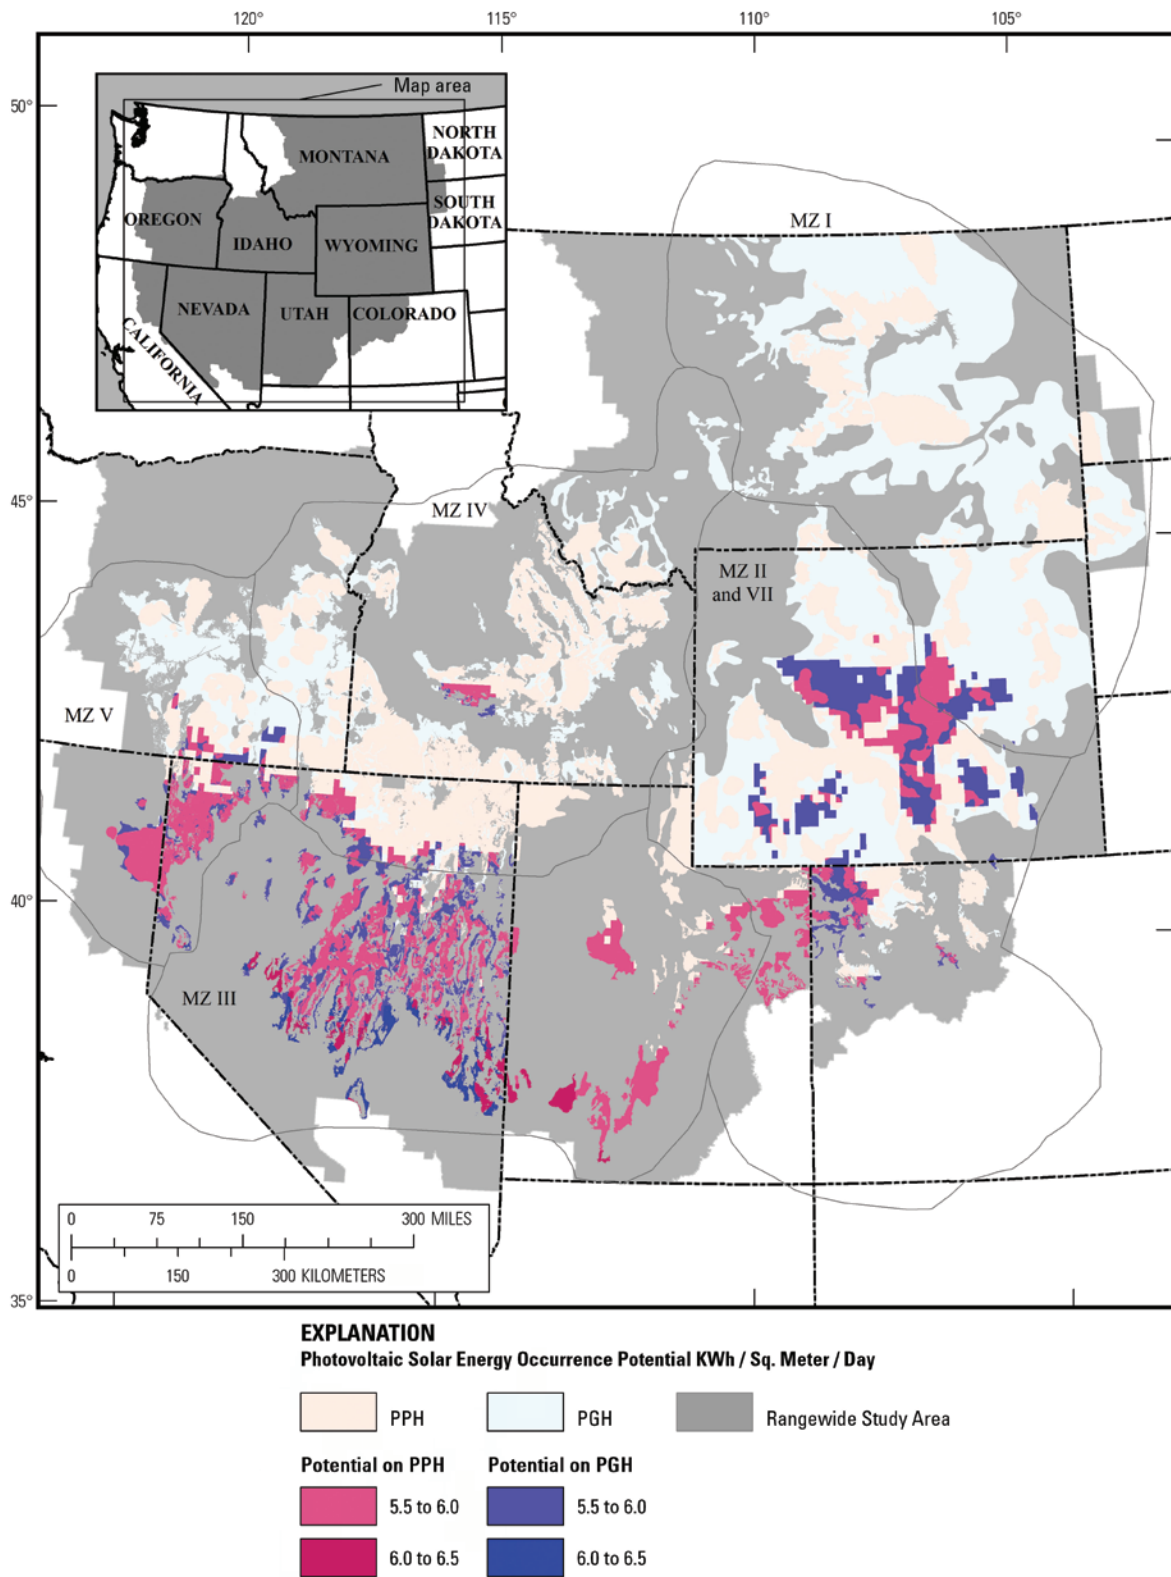 120°
115°
110°
105°
50°
45°
40°
35°
Map area
NORTH
DAKOTA
MONTANA
SOUTH
DAKOTA
OREGON
IDAHO
WYOMING
NEVADA
UTAH
COLORADO
CALIFORNIA
MZ I
MZ IV
MZ II
and VII
MZ V
MZ III
0 75 150 300 MILES
0 150 300 KILOMETERS
EXPLANATION
Photovoltaic Solar Energy Occurrence Potential KWh / Sq. Meter / Day
PPH PGH Rangewide Study Area
Potential on PPH Potential on PGH
5.5 to 6.0 5.5 to 6.0
6.0 to 6.5 6.0 to 6.5